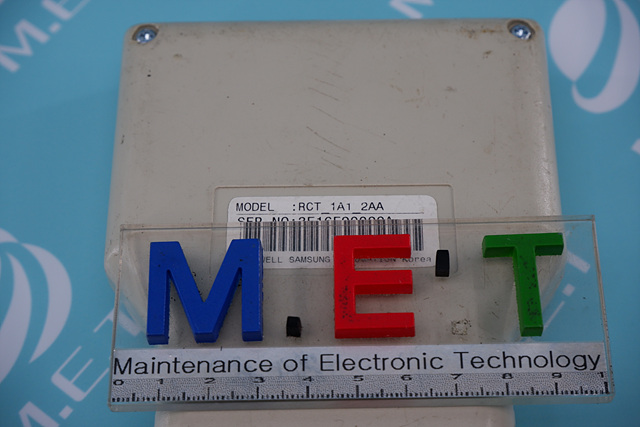 MODEL :RCT_1A1_2AA
M.E.T
Maintenance of Electronic Technology
0 1 2 3 4 5 6 7 8 9 1